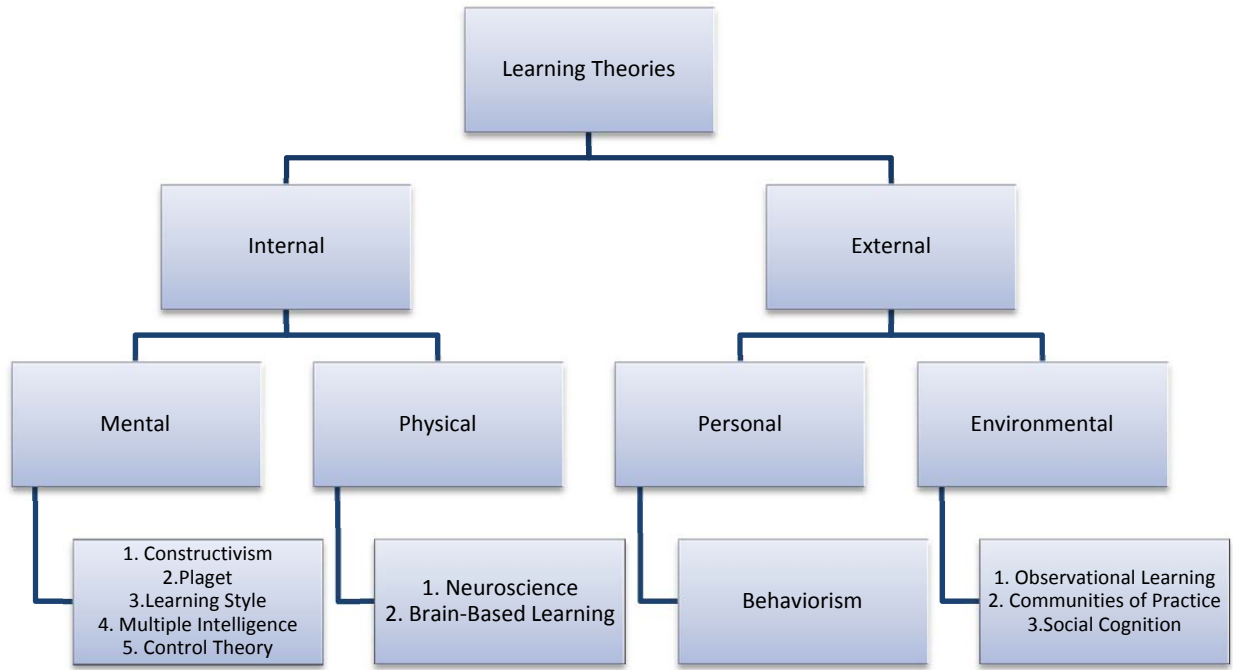 Learning Theories
Internal
External
Mental
Physical
Personal
Environmental
1. Constructivism
2.Plaget
3.Learning Style
4. Multiple Intelligence
5. Control Theory
1. Neuroscience
2. Brain-Based Learning
Behaviorism
1. Observational Learning
2. Communities of Practice
3.Social Cognition